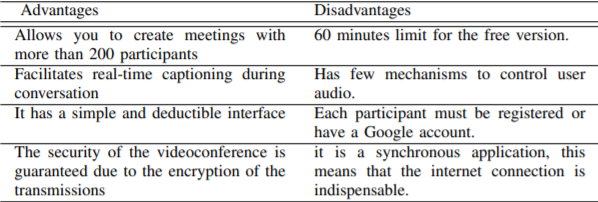 Advantages Disadvantages
Allows you to create meetings with 60 minutes limit for the free version.
more than 200 participants
Facilitates real-time captioning during Has few mechanisms to control user
conversation audio.
It has a simple and deductible interface Each participant must be registered or
have a Google account.
The security of the videoconference is it is a synchronous application, this
guaranteed due to the encryption of the means that the internet connection is
transmissions indispensable.